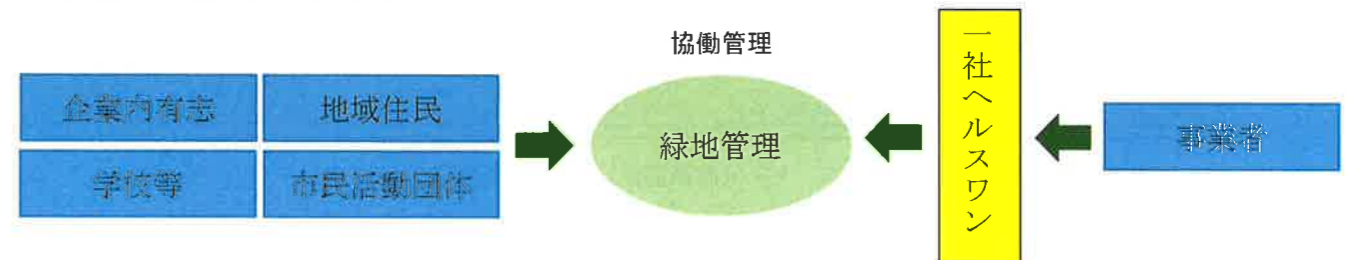 協働管理
企業内有志
地域住民
学校等
市民活動団体
緑地管理
一社ヘルスワン
事業者